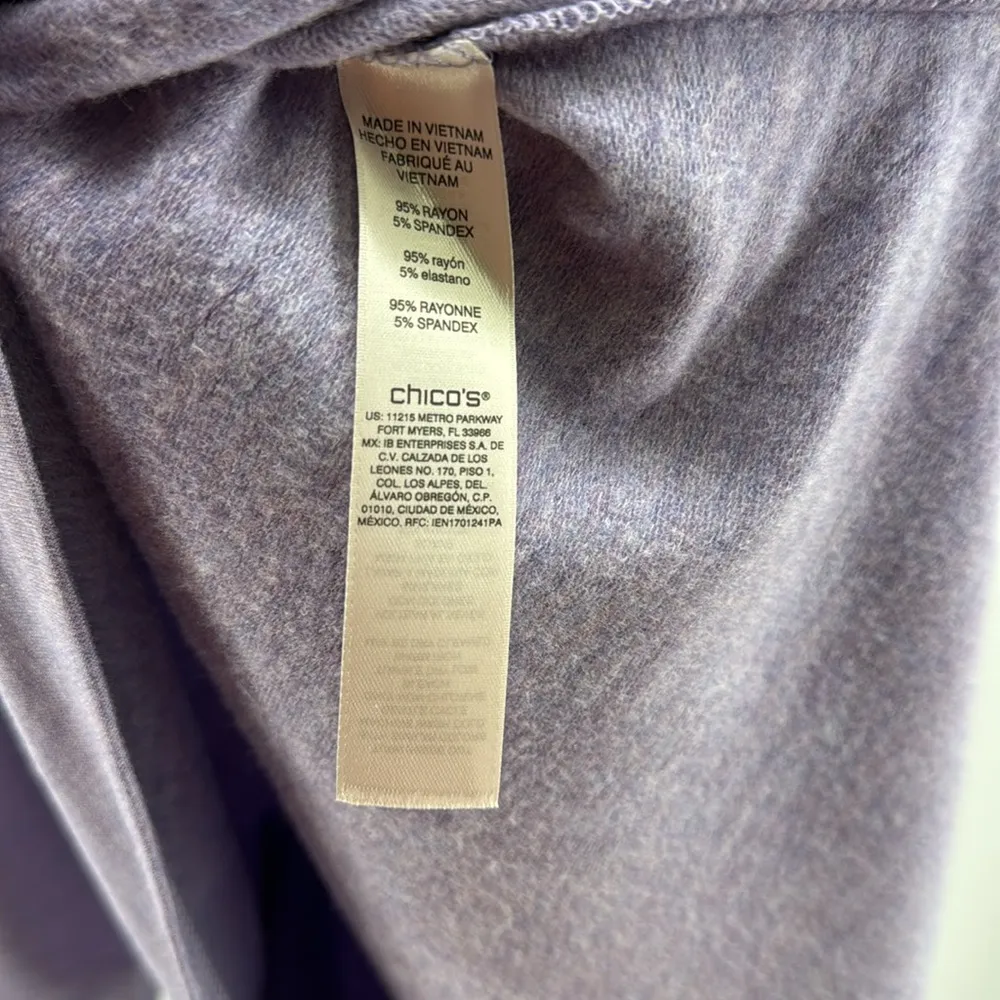 MADE IN VIETNAM
HECHO EN VIETNAM
FABRIQUÉ AU
VIETNAM
95% RAYON
5% SPANDEX
95% rayón
5% elastano
95% RAYONNE
5% SPANDEX
chico's®
US: 11215 METRO PARKWAY
FORT MYERS, FL 33966
MX: IB ENTERPRISES S.A. DE
C.V. CALZADA DE LOS
LEONES NO. 170, PISO 1,
COL. LOS ALPES, DEL.
ÁLVARO OBREGÓN, C.P.
01010, CIUDAD DE MÉXICO,
MÉXICO. RFC: IEN1701241PA